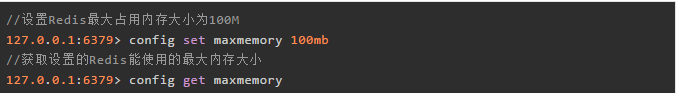 //设置Redis最大占用内存大小为100M
127.0.0.1:6379> config set maxmemory 100mb
//获取设置的Redis能使用的最大内存大小
127.0.0.1:6379> config get maxmemory